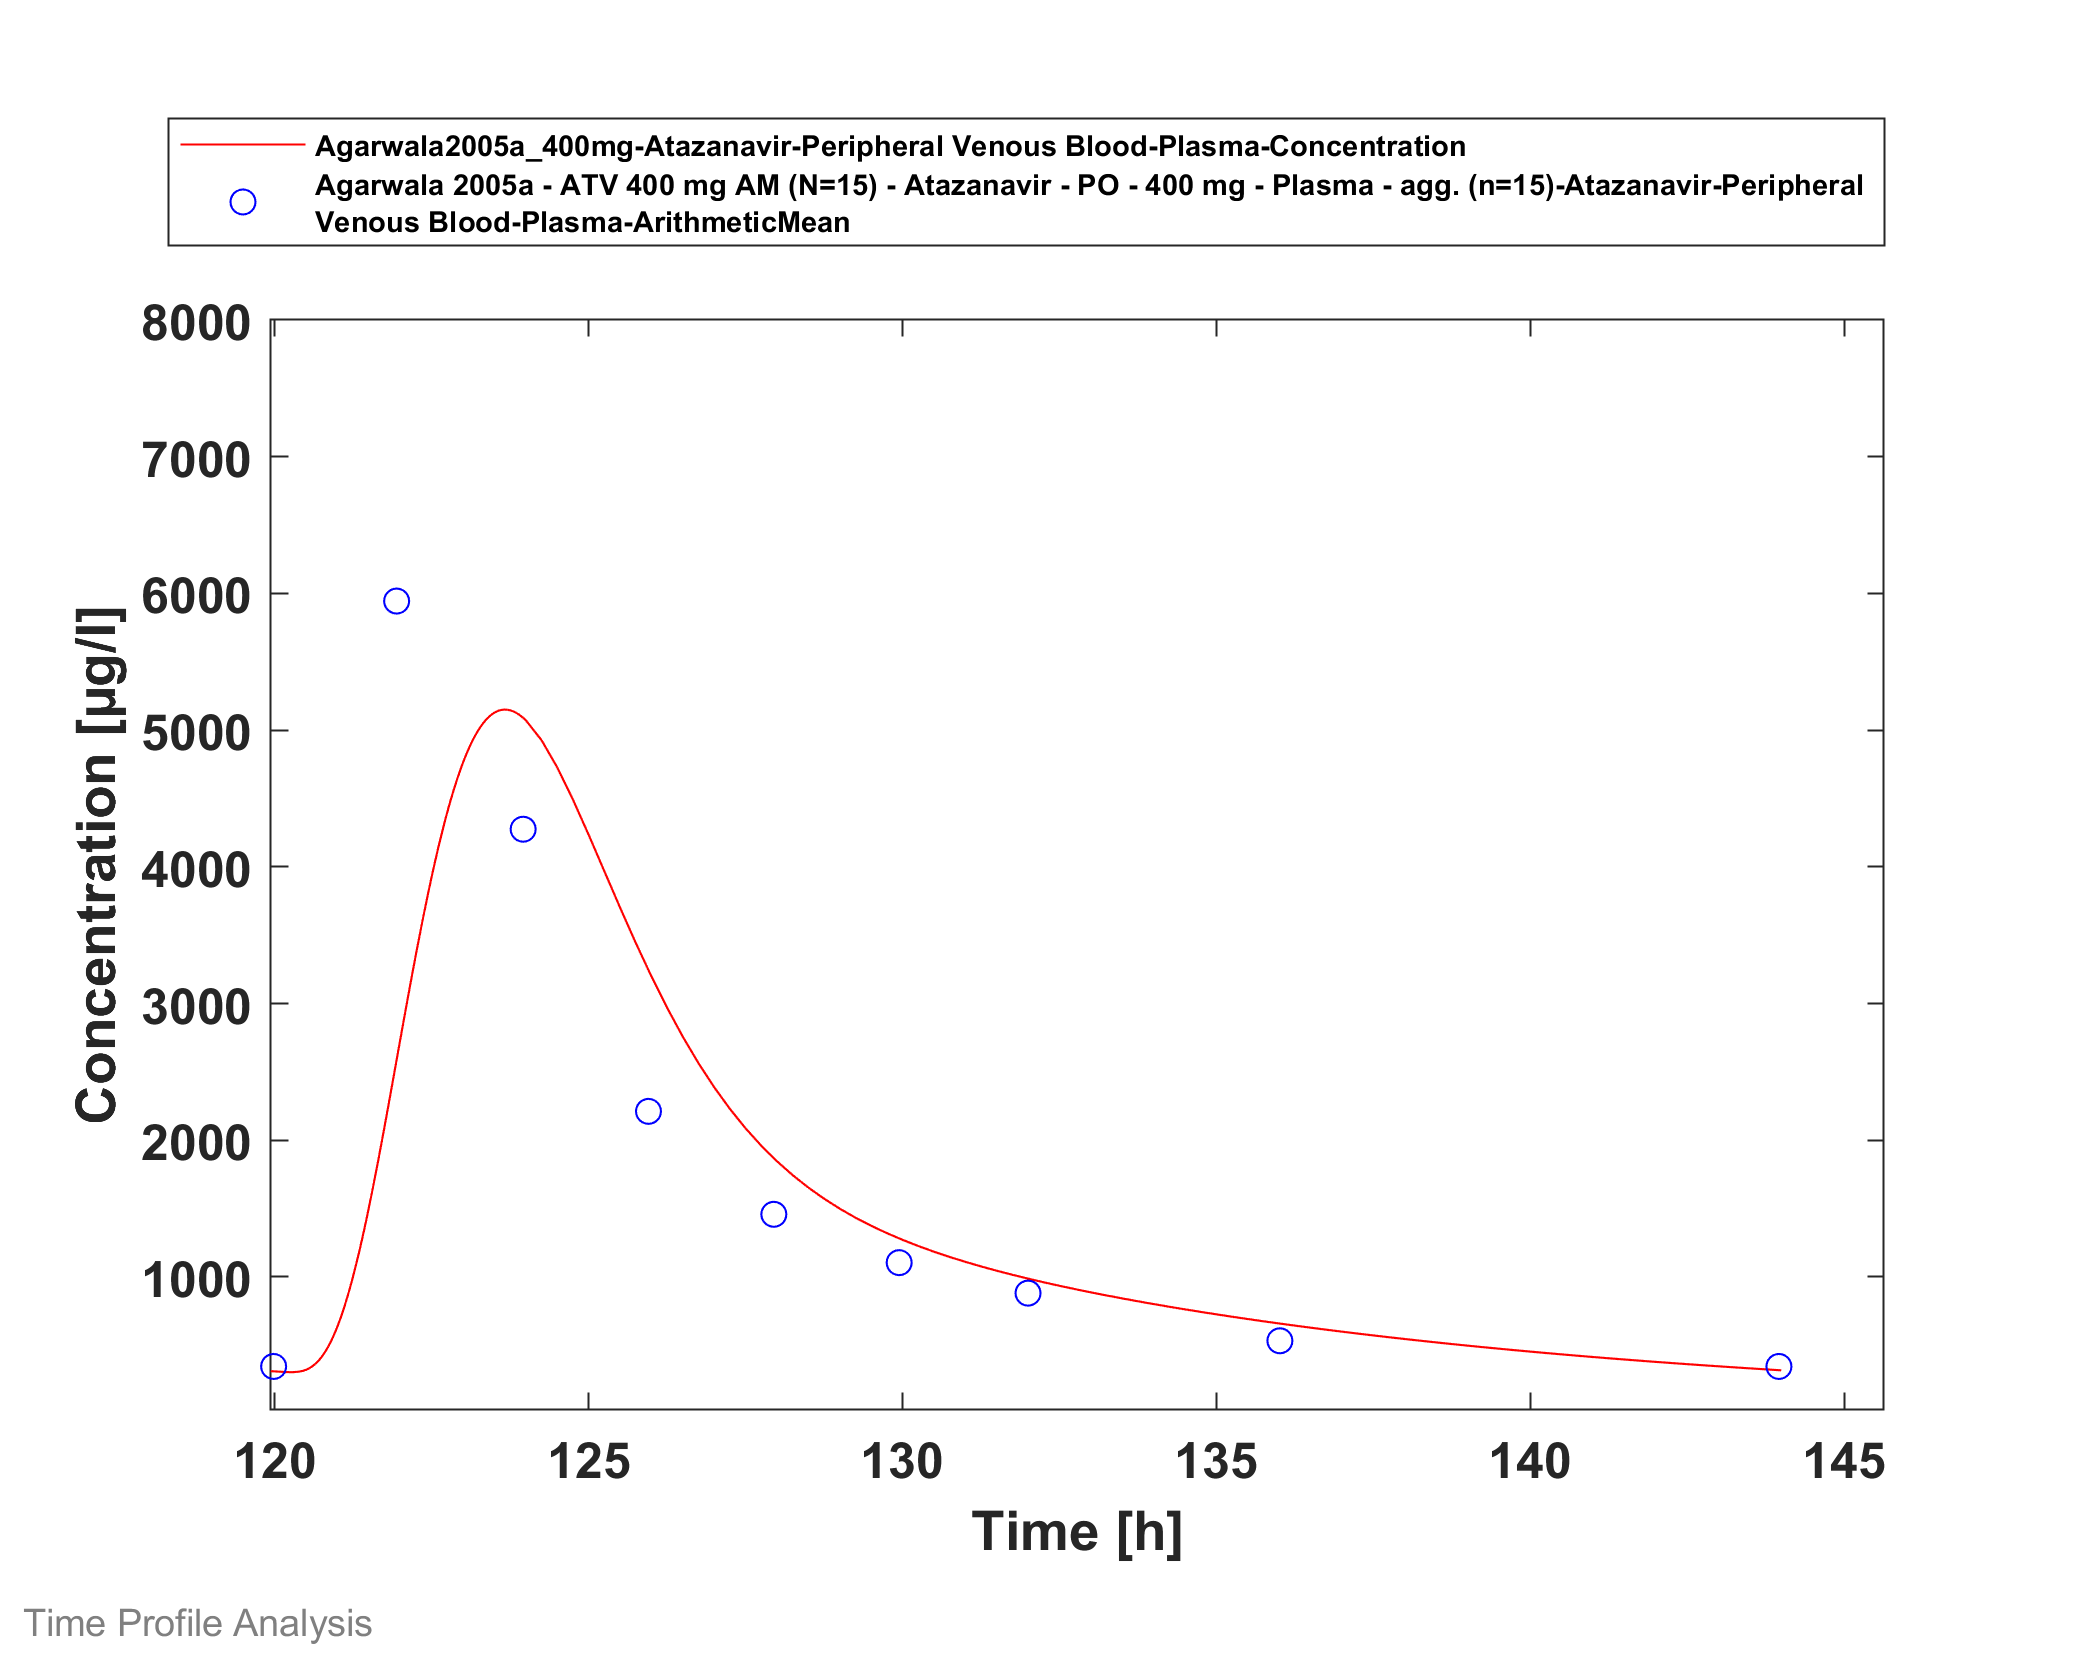 Agarwala2005a_400mg-Atazanavir-Peripheral Venous Blood-Plasma-Concentration
Agarwala 2005a - ATV 400 mg AM (N=15) - Atazanavir - PO - 400 mg - Plasma - agg. (n=15)-Atazanavir-Peripheral
Venous Blood-Plasma-ArithmeticMean
8000
7000
6000
5000
4000
3000
2000
1000
Concentration [µg/l]
120 125 130 135 140 145
Time [h]
Time Profile Analysis